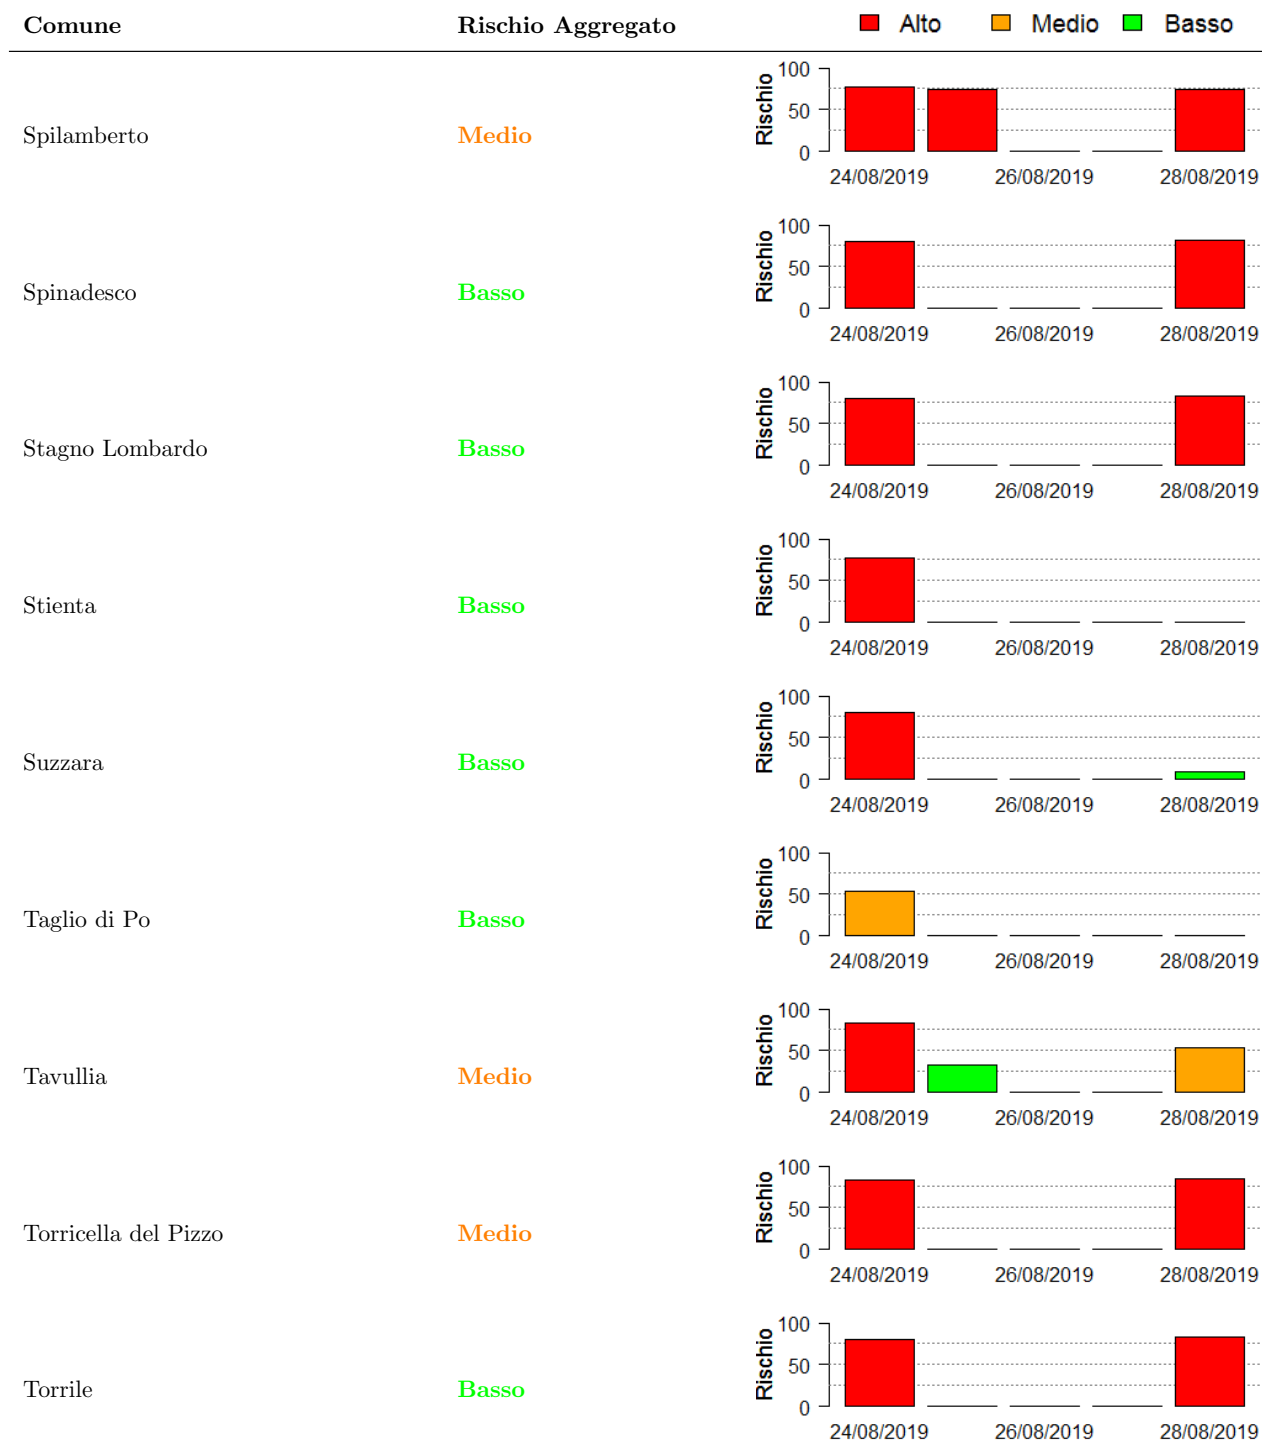 Comune Rischio Aggregato Alto Medio Basso
Spilamberto Medio
Rischio
100
50
0
24/08/2019 26/08/2019 28/08/2019
Spinadesco Basso
Rischio
100
50
0
24/08/2019 26/08/2019 28/08/2019
Stagno Lombardo Basso
Rischio
100
50
0
24/08/2019 26/08/2019 28/08/2019
Stienta Basso
Rischio
100
50
0
24/08/2019 26/08/2019 28/08/2019
Suzzara Basso
Rischio
100
50
0
24/08/2019 26/08/2019 28/08/2019
Taglio di Po Basso
Rischio
100
50
0
24/08/2019 26/08/2019 28/08/2019
Tavullia Medio
Rischio
100
50
0
24/08/2019 26/08/2019 28/08/2019
Torricella del Pizzo Medio
Rischio
100
50
0
24/08/2019 26/08/2019 28/08/2019
Torrile Basso
Rischio
100
50
0
24/08/2019 26/08/2019 28/08/2019